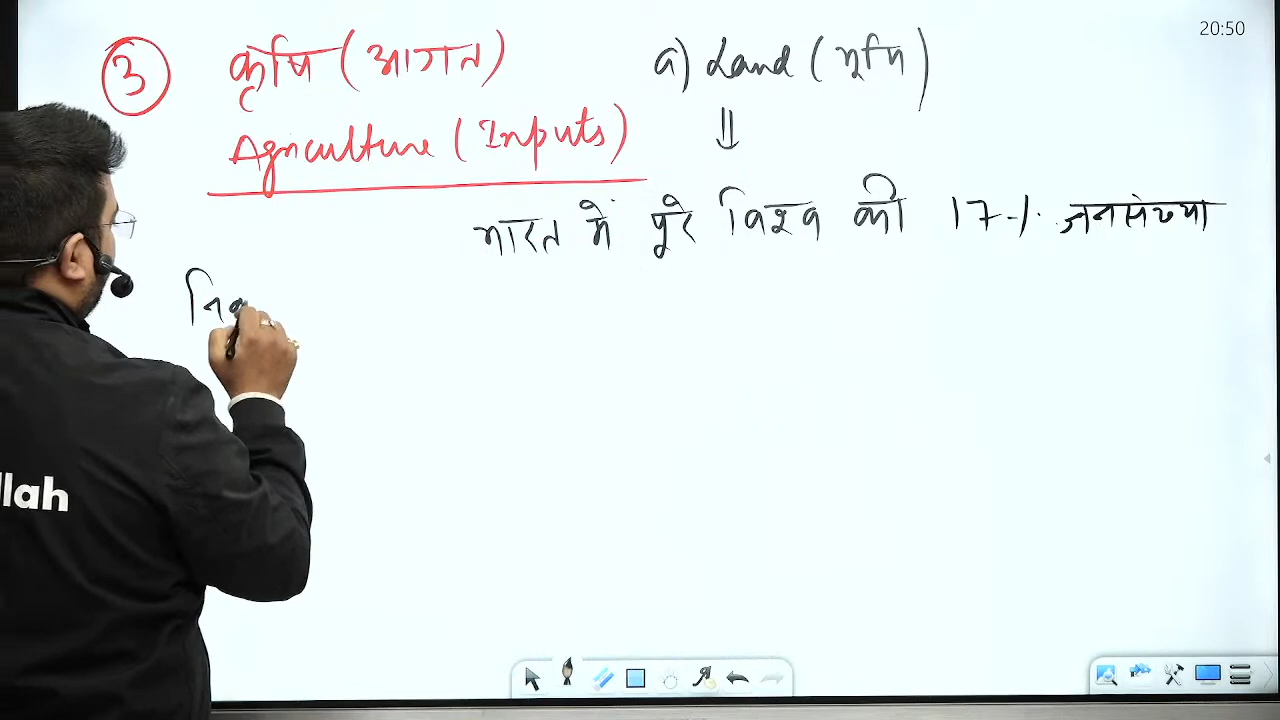 20:50
③ कृषि (आगत)
Agriculture (Inputs)
a) Land (भूमि)
⇓
भारत में पूरे विश्व की 17% जनसंख्या
llah